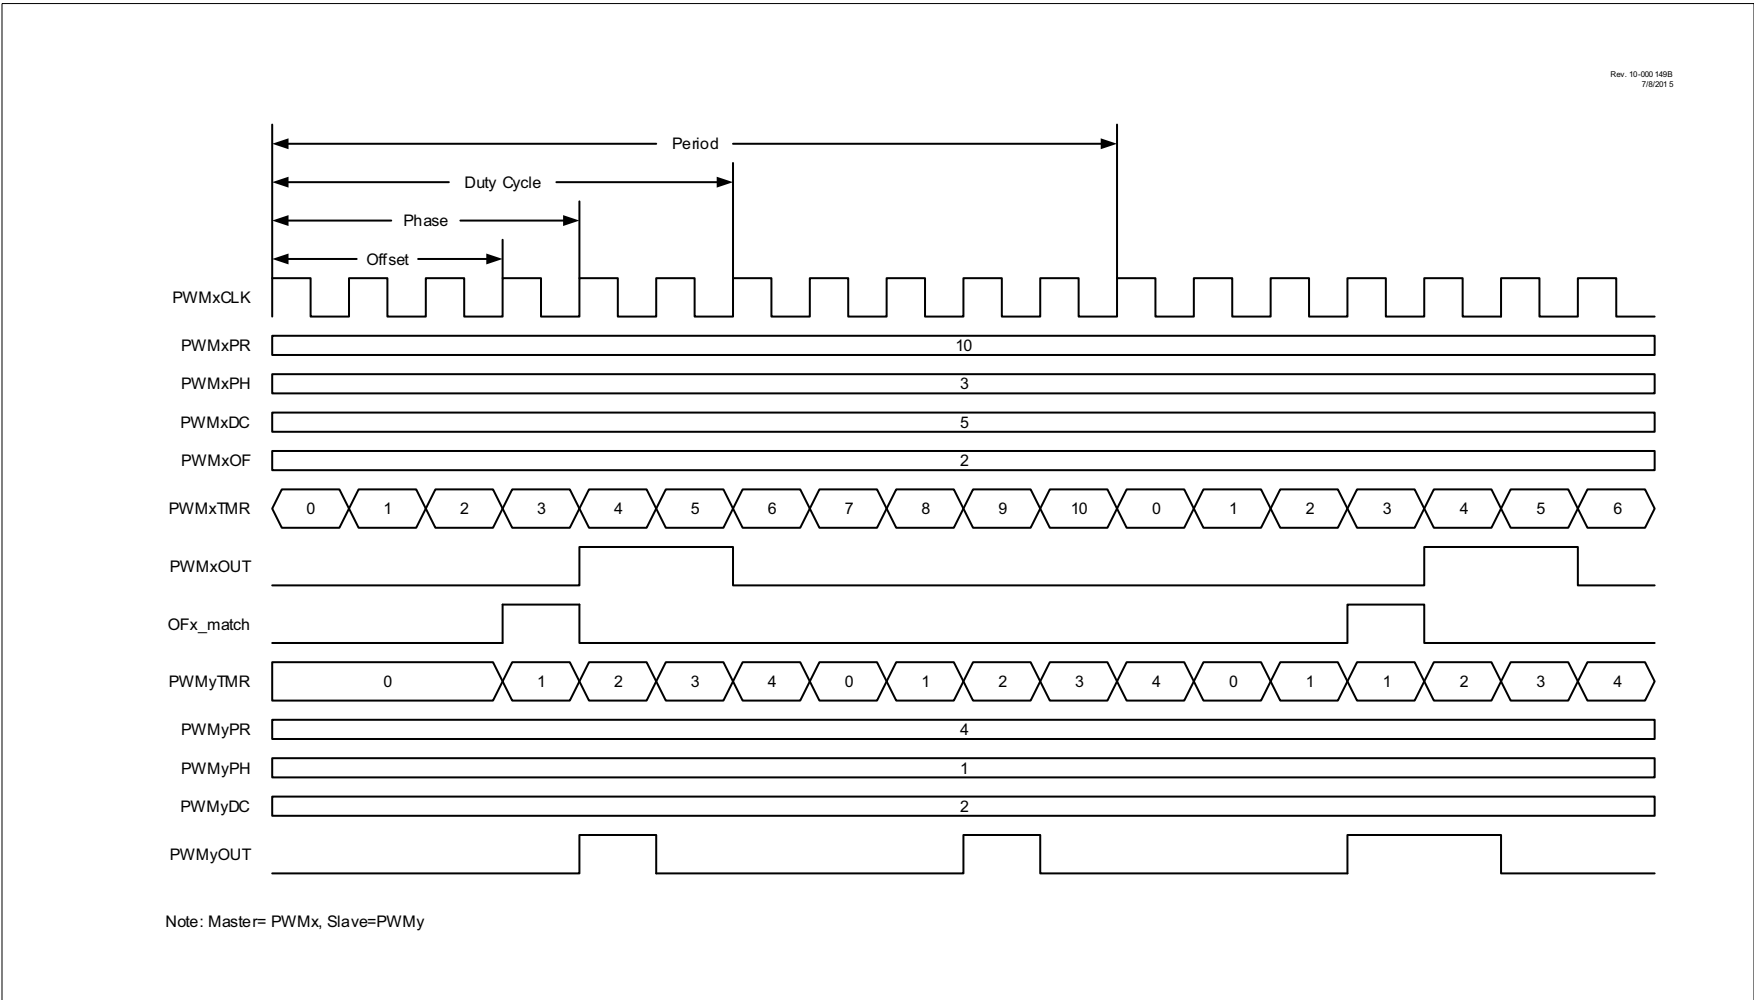 Rev. 10-000 149B
7/8/201 5
Period
Duty Cycle
Phase
Offset
PWMxCLK
PWMxPR 10
PWMxPH 3
PWMxDC 5
PWMxOF 2
PWMxTMR 0 1 2 3 4 5 6 7 8 9 10 0 1 2 3 4 5 6
PWMxOUT
OFx_match
PWMyTMR 0 1 2 3 4 0 1 2 3 4 0 1 1 2 3 4
PWMyPR 4
PWMyPH 1
PWMyDC 2
PWMyOUT
Note: Master= PWMx, Slave=PWMy